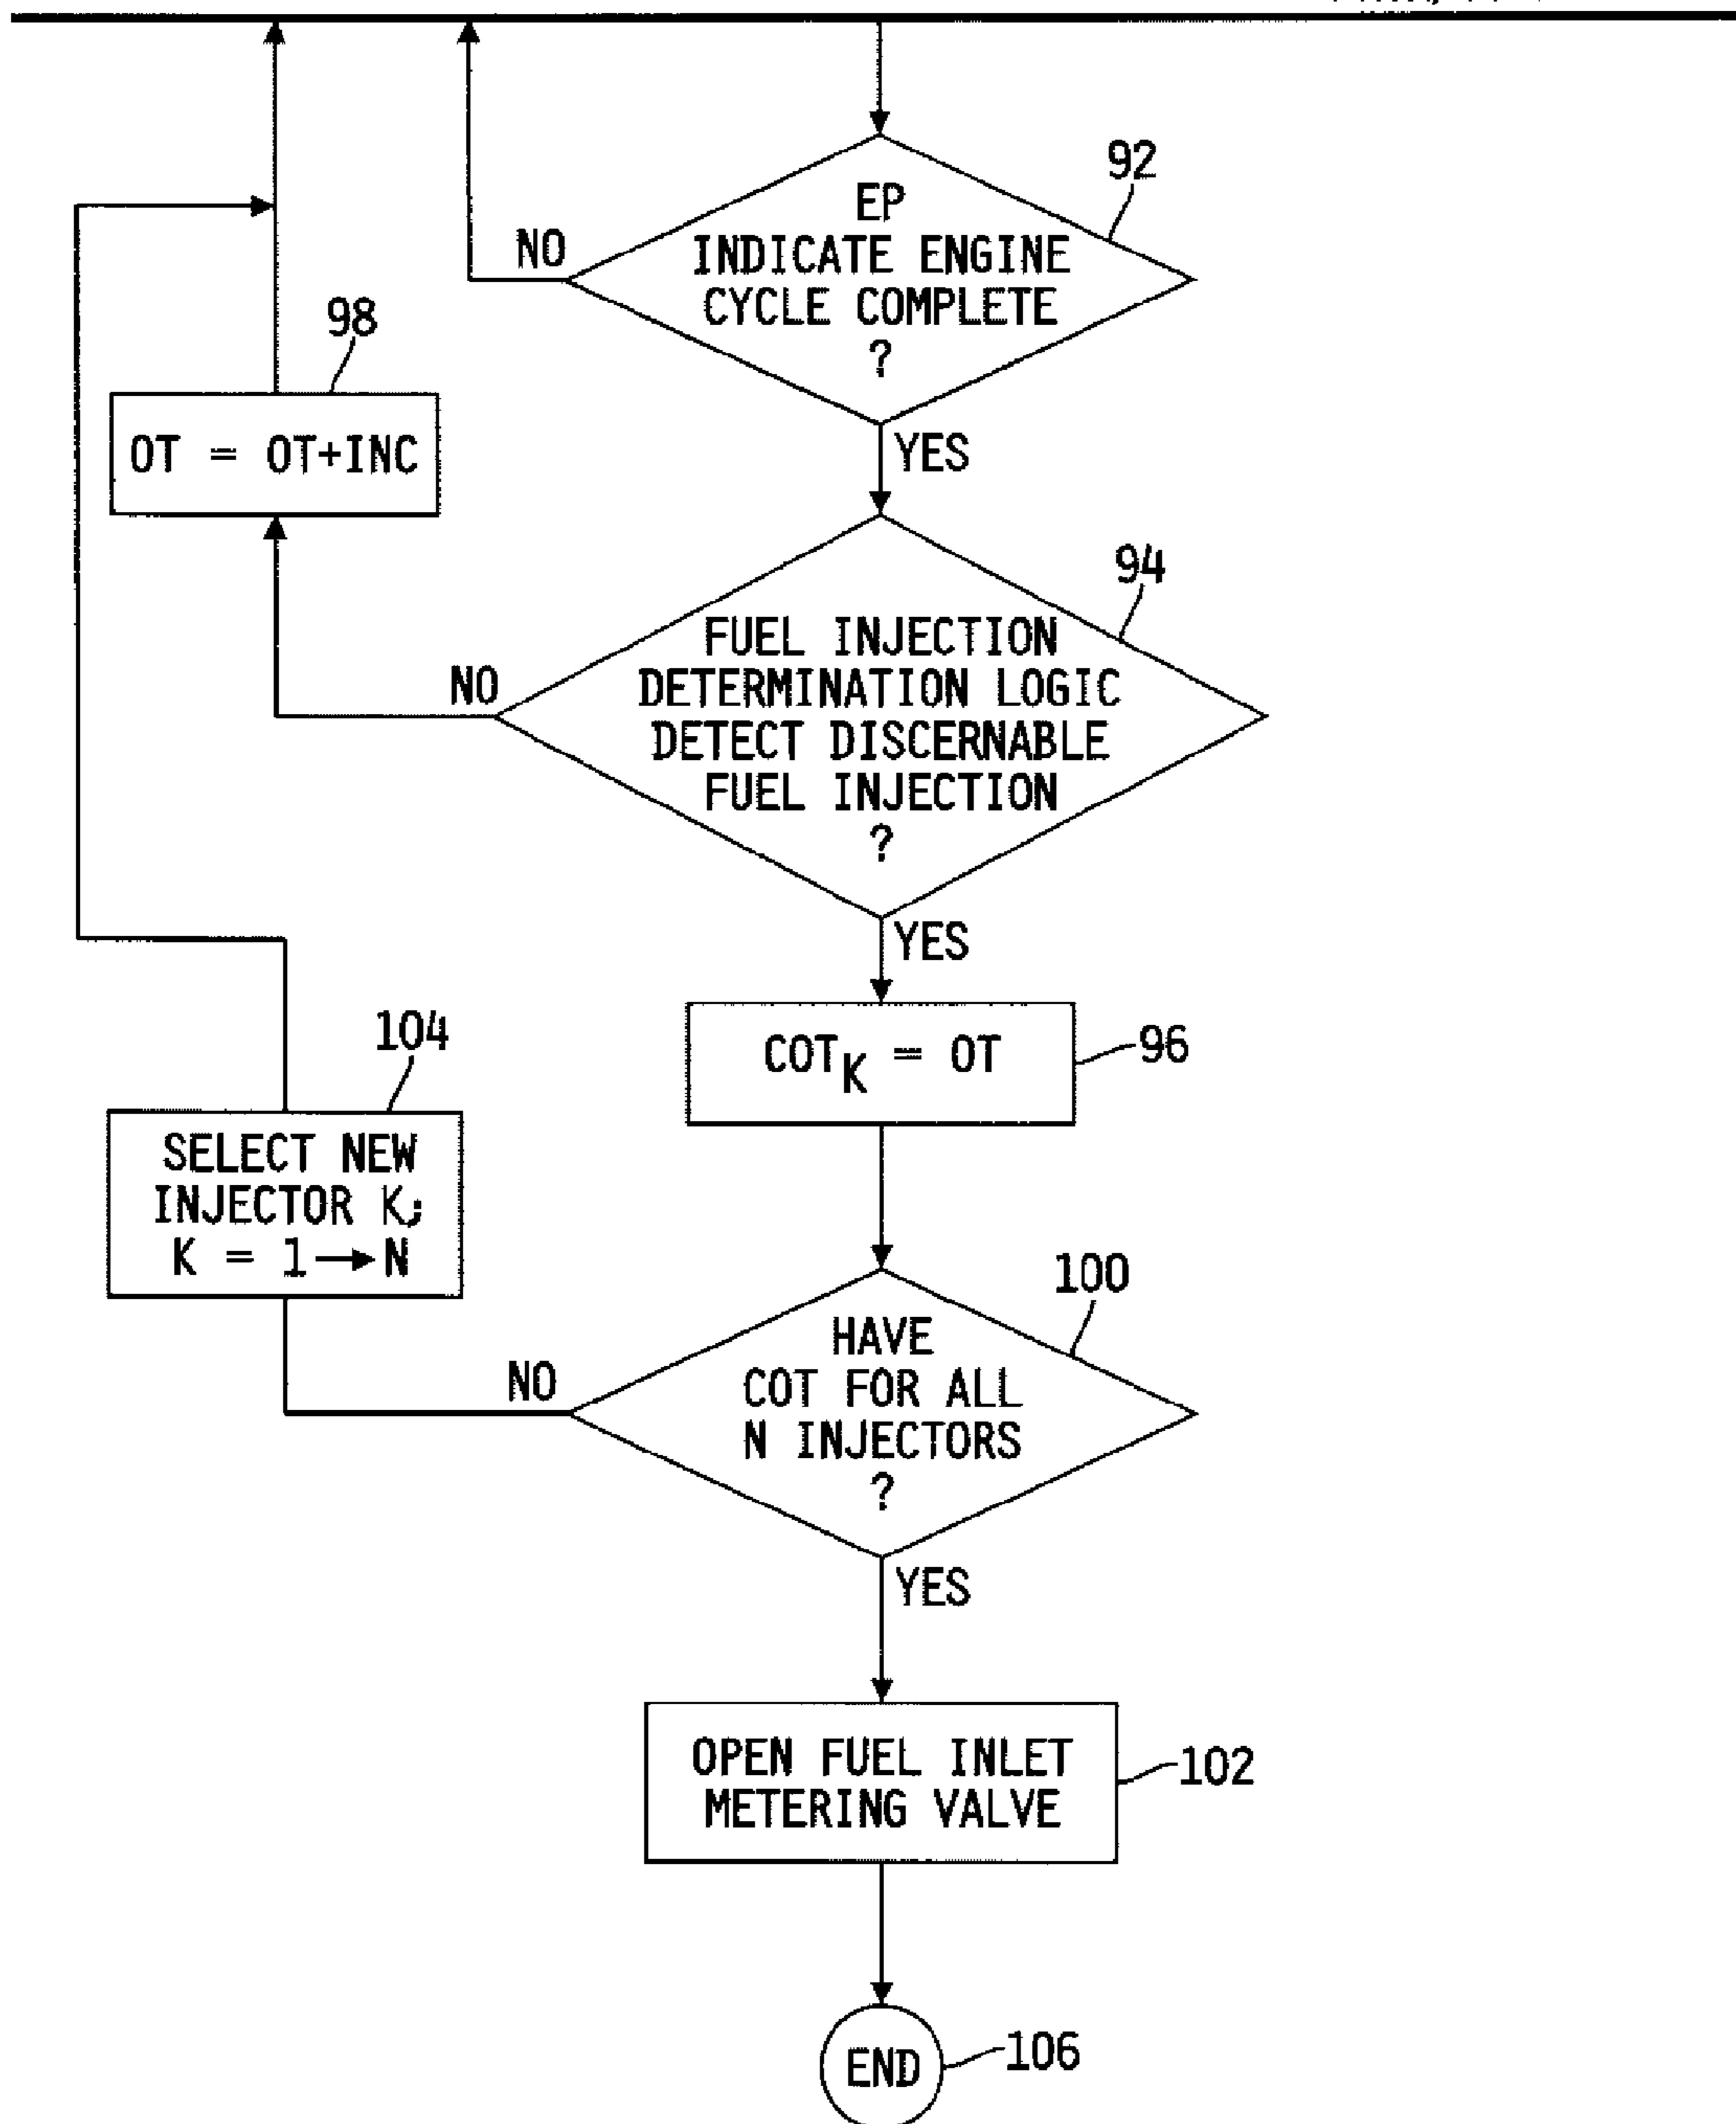 92
EP
INDICATE ENGINE
CYCLE COMPLETE
?
NO
YES
98
OT = OT+INC
94
FUEL INJECTION
DETERMINATION LOGIC
DETECT DISCERNABLE
FUEL INJECTION
?
NO
YES
COTK = OT
96
104
SELECT NEW
INJECTOR K;
K = 1→N
100
HAVE
COT FOR ALL
N INJECTORS
?
NO
YES
OPEN FUEL INLET
METERING VALVE
102
END
106